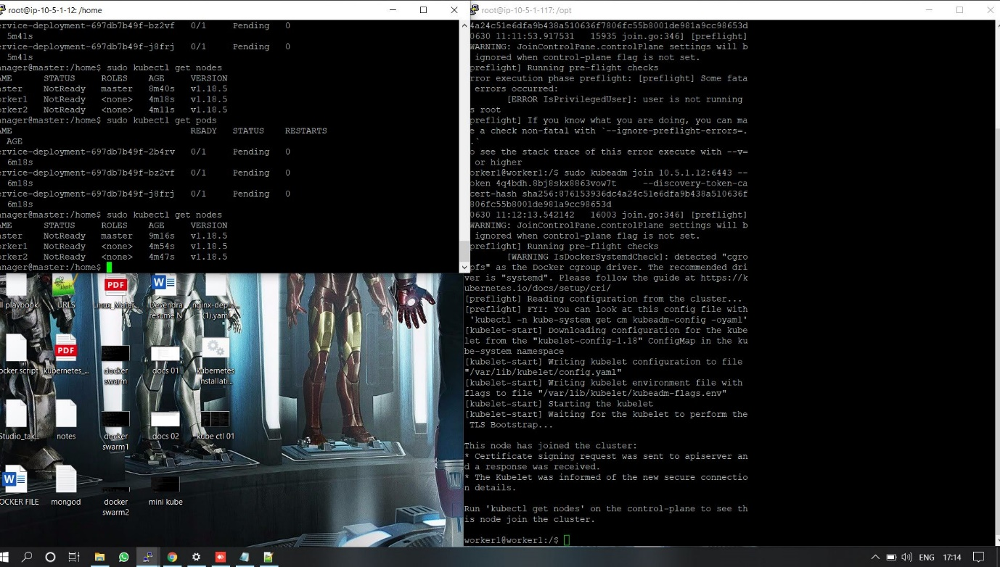 root@ip-10-5-1-12: /home
ervice-deployment-697db7b49f-bz2vf   0/1     Pending   0
  5m41s
ervice-deployment-697db7b49f-j8frj   0/1     Pending   0
  5m41s
anager@master:/home$ sudo kubectl get nodes
AME      STATUS     ROLES    AGE     VERSION
aster    NotReady   master   8m40s   v1.18.5
orker1   NotReady   <none>   4m18s   v1.18.5
orker2   NotReady   <none>   4m11s   v1.18.5
anager@master:/home$ sudo kubectl get pods
AME                                  READY   STATUS    RESTARTS
  AGE
ervice-deployment-697db7b49f-2b4rv   0/1     Pending   0
  6m18s
ervice-deployment-697db7b49f-bz2vf   0/1     Pending   0
  6m18s
ervice-deployment-697db7b49f-j8frj   0/1     Pending   0
  6m18s
anager@master:/home$ sudo kubectl get nodes
AME      STATUS     ROLES    AGE     VERSION
aster    NotReady   master   9m16s   v1.18.5
orker1   NotReady   <none>   4m54s   v1.18.5
orker2   NotReady   <none>   4m47s   v1.18.5
anager@master:/home$
root@ip-10-5-1-117: /opt
4a24c51e6dfa9b438a510636f7806fc55b8001de981a9cc98653d
0630 11:11:53.917531   15935 join.go:346] [preflight]
WARNING: JoinControlPane.controlPlane settings will b
 ignored when control-plane flag is not set.
preflight] Running pre-flight checks
rror execution phase preflight: [preflight] Some fata
 errors occurred:
        [ERROR IsPrivilegedUser]: user is not running
s root
preflight] If you know what you are doing, you can ma
e a check non-fatal with `--ignore-preflight-errors=.
.`
o see the stack trace of this error execute with --v=
 or higher
orker1@worker1:/$ sudo kubeadm join 10.5.1.12:6443 --
oken 4q4bdh.8bj8skx8863vow7t     --discovery-token-ca
cert-hash sha256:876153936dc4a24c51e6dfa9b438a510636f
806fc55b8001de981a9cc98653d
0630 11:12:13.542142   16003 join.go:346] [preflight]
WARNING: JoinControlPane.controlPlane settings will b
 ignored when control-plane flag is not set.
preflight] Running pre-flight checks
        [WARNING IsDockerSystemdCheck]: detected "cgro
upfs" as the Docker cgroup driver. The recommended dri
ver is "systemd". Please follow the guide at https://k
ubernetes.io/docs/setup/cri/
[preflight] Reading configuration from the cluster...
[preflight] FYI: You can look at this config file with
 'kubectl -n kube-system get cm kubeadm-config -oyaml'
[kubelet-start] Downloading configuration for the kube
let from the "kubelet-config-1.18" ConfigMap in the ku
be-system namespace
[kubelet-start] Writing kubelet configuration to file
"/var/lib/kubelet/config.yaml"
[kubelet-start] Writing kubelet environment file with
flags to file "/var/lib/kubelet/kubeadm-flags.env"
[kubelet-start] Starting the kubelet
[kubelet-start] Waiting for the kubelet to perform the
 TLS Bootstrap...
This node has joined the cluster:
* Certificate signing request was sent to apiserver an
d a response was received.
* The Kubelet was informed of the new secure connectio
n details.
Run 'kubectl get nodes' on the control-plane to see th
is node join the cluster.
worker1@worker1:/$
ll playbook
URLS
PDF
Linux_Mater...
Devendra
resume N
nginx-deplo...
(1).yaml
ocker script
PDF
kubernetes_...
docker
swarm
docs 01
kubernetes
installati...
Studio_tak...
notes
docker
swarm1
docs 02
kube ctl 01
OCKER FILE
mongod
docker
swarm2
mini kube
ENG
17:14